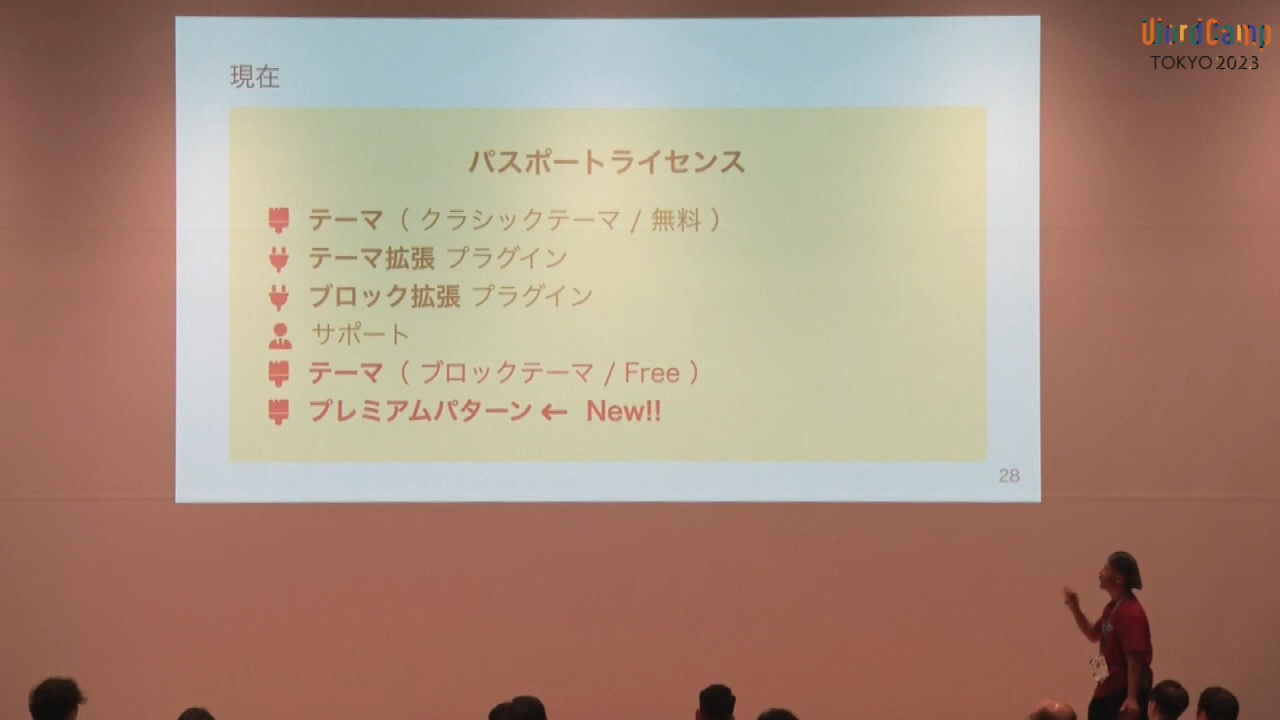 WordCamp
TOKYO 2023
現在
パスポートライセンス
テーマ（ クラシックテーマ / 無料 ）
テーマ拡張 プラグイン
ブロック拡張 プラグイン
サポート
テーマ（ ブロックテーマ / Free ）
プレミアムパターン ← New!!
28